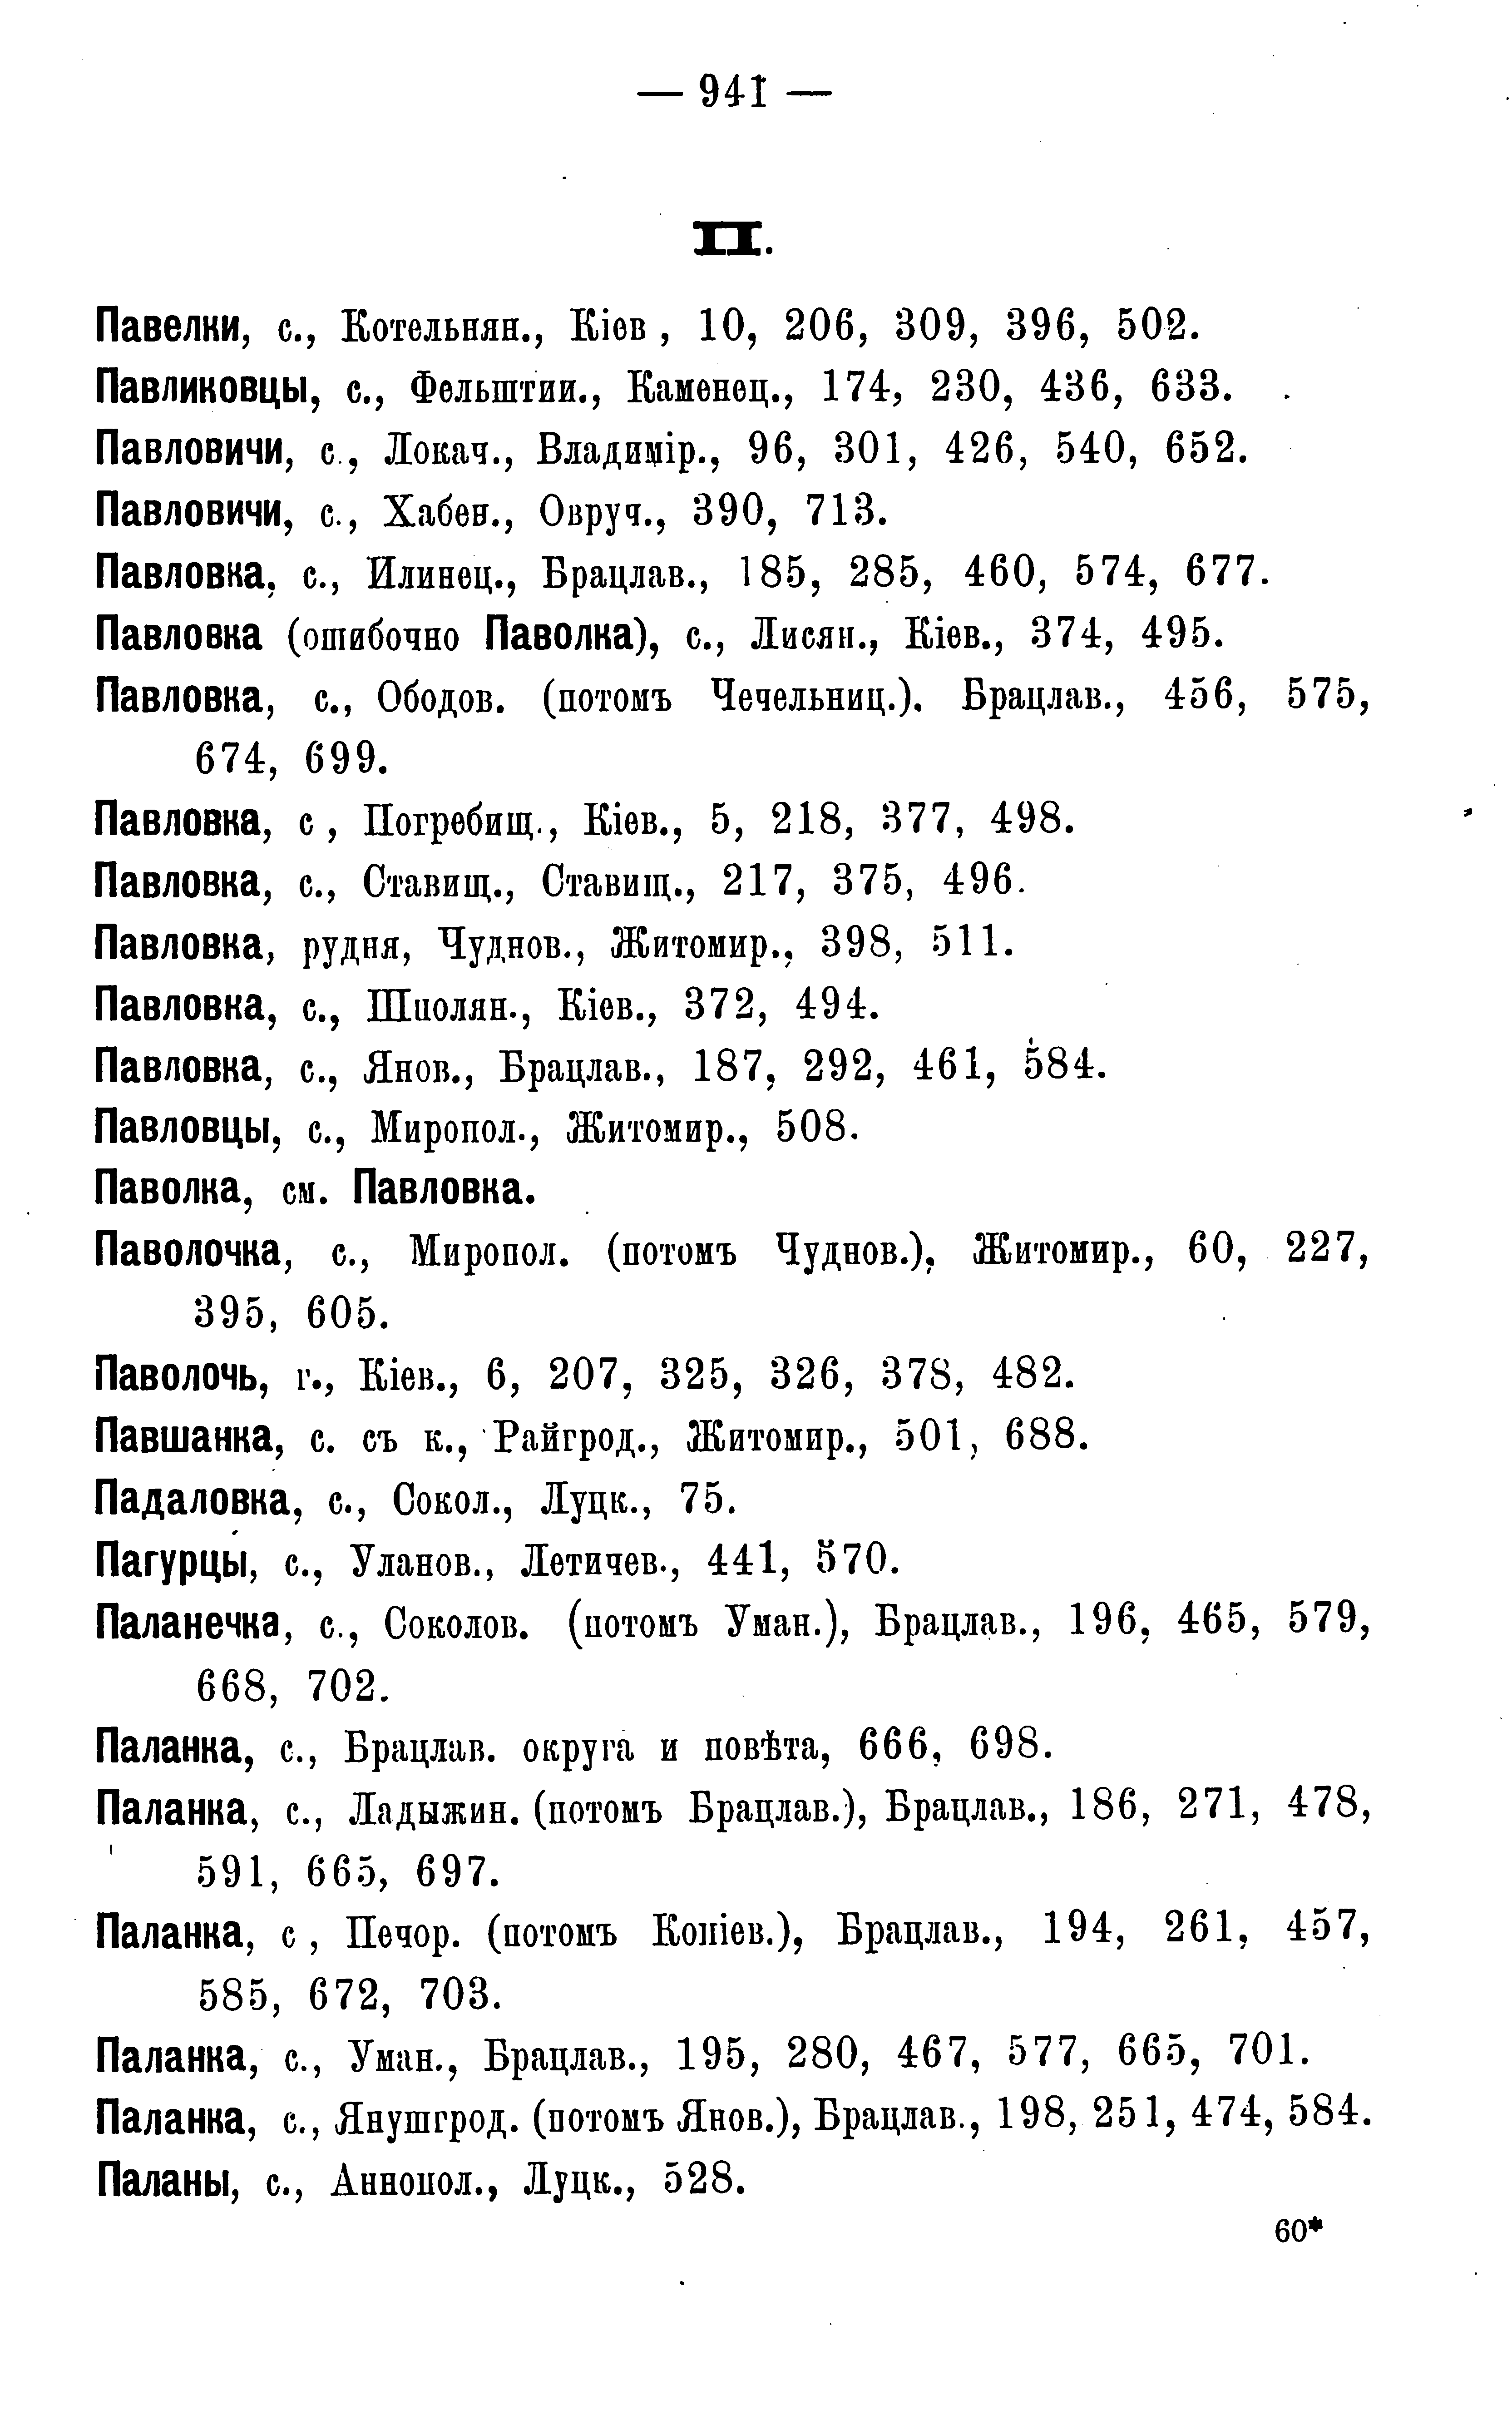 — 941 —
П.
Павелки, с., Котельнян., Кіев , 10, 206, 309, 396, 502.
Павликовцы, с., Фельштии., Каменец., 174, 230, 436, 633.
Павловичи, с., Локач., Владимір., 96, 301, 426, 540, 652.
Павловичи, с., Хабен., Овруч., 390, 713.
Павловка, с., Илинец., Брацлав., 185, 285, 460, 574, 677.
Павловка (ошибочно Паволка), с., Лисян., Кіев., 374, 495.
Павловка, с., Ободов. (потомъ Чечельниц.), Брацлав., 456, 575,
674, 699.
Павловка, с , Погребищ., Кіев., 5, 218, 377, 498.
Павловка, с., Ставищ., Ставищ., 217, 375, 496.
Павловка, рудня, Чуднов., Житомир., 398, 511.
Павловка, с., Шполян., Кіев., 372, 494.
Павловка, с., Янов., Брацлав., 187, 292, 461, 584.
Павловцы, с., Миропол., Житомир., 508.
Паволка, см. Павловка.
Паволочка, с., Миропол. (потомъ Чуднов.), Житомир., 60, 227,
395, 605.
Паволочь, г., Кіев., 6, 207, 325, 326, 378, 482.
Павшанка, с. съ к., Райгрод., Житомир., 501, 688.
Падаловка, с., Сокол., Луцк., 75.
Пагурцы, с., Уланов., Летичев., 441, 570.
Паланечка, с., Соколов. (потомъ Уман.), Брацлав., 196, 465, 579,
668, 702.
Паланка, с., Брацлав. округа и повѣта, 666, 698.
Паланка, с., Ладыжин. (потомъ Брацлав.), Брацлав., 186, 271, 478,
591, 665, 697.
Паланка, с , Печор. (потомъ Копіев.), Брацлав., 194, 261, 457,
585, 672, 703.
Паланка, с., Уман., Брацлав., 195, 280, 467, 577, 665, 701.
Паланка, с., Янушгрод. (потомъ Янов.), Брацлав., 198, 251, 474, 584.
Паланы, с., Аннопол., Луцк., 528.
60*